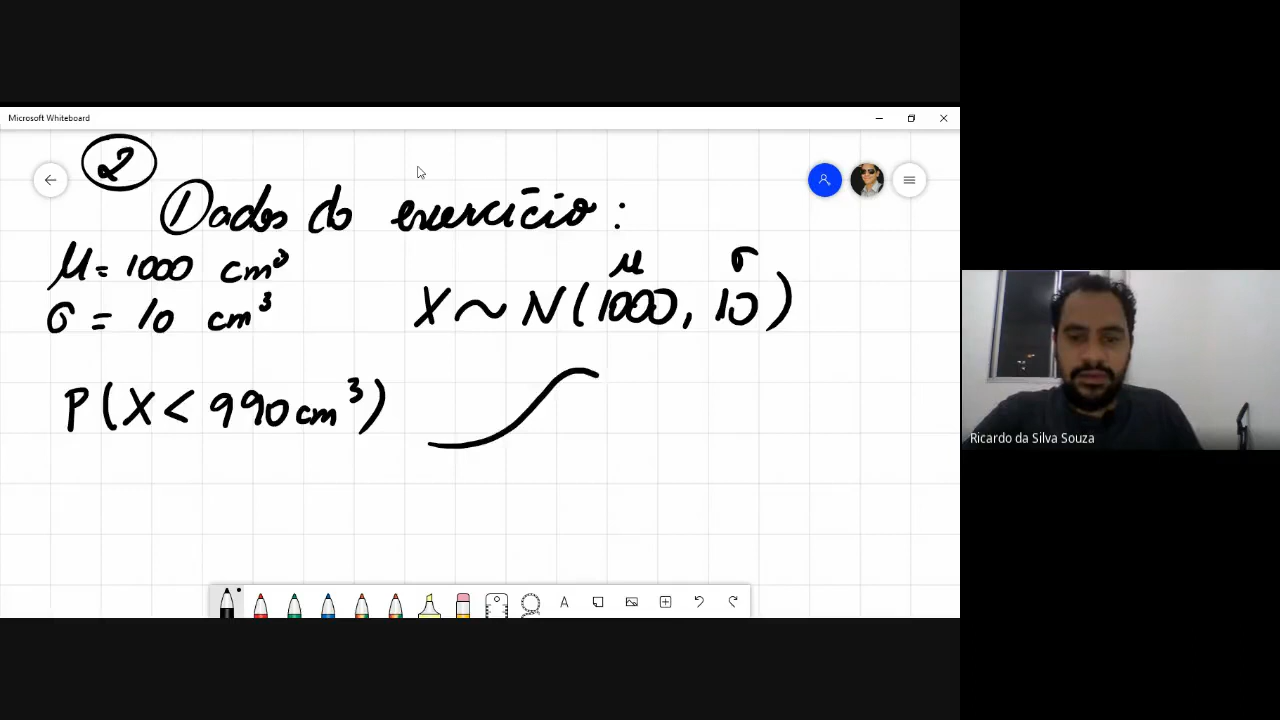 Microsoft Whiteboard
2
Dados do exercício :
μ = 1000 cm³
σ = 10 cm³
μ σ
X ~ N(1000, 10)
P(X < 990 cm³)
A
Ricardo da Silva Souza